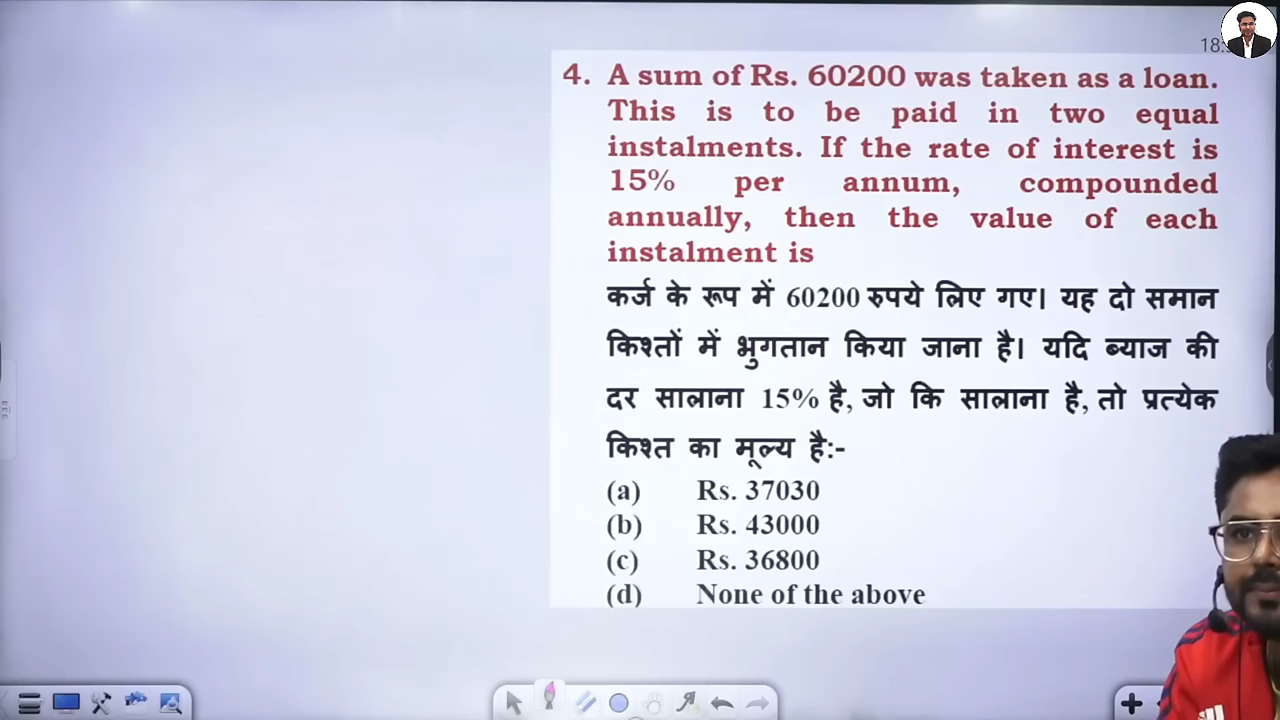 18:
4. A sum of Rs. 60200 was taken as a loan.
This is to be paid in two equal
instalments. If the rate of interest is
15% per annum, compounded
annually, then the value of each
instalment is
कर्ज के रूप में 60200 रुपये लिए गए। यह दो समान
किश्तों में भुगतान किया जाना है। यदि ब्याज की
दर सालाना 15% है, जो कि सालाना है, तो प्रत्येक
किश्त का मूल्य है:-
(a) Rs. 37030
(b) Rs. 43000
(c) Rs. 36800
(d) None of the above